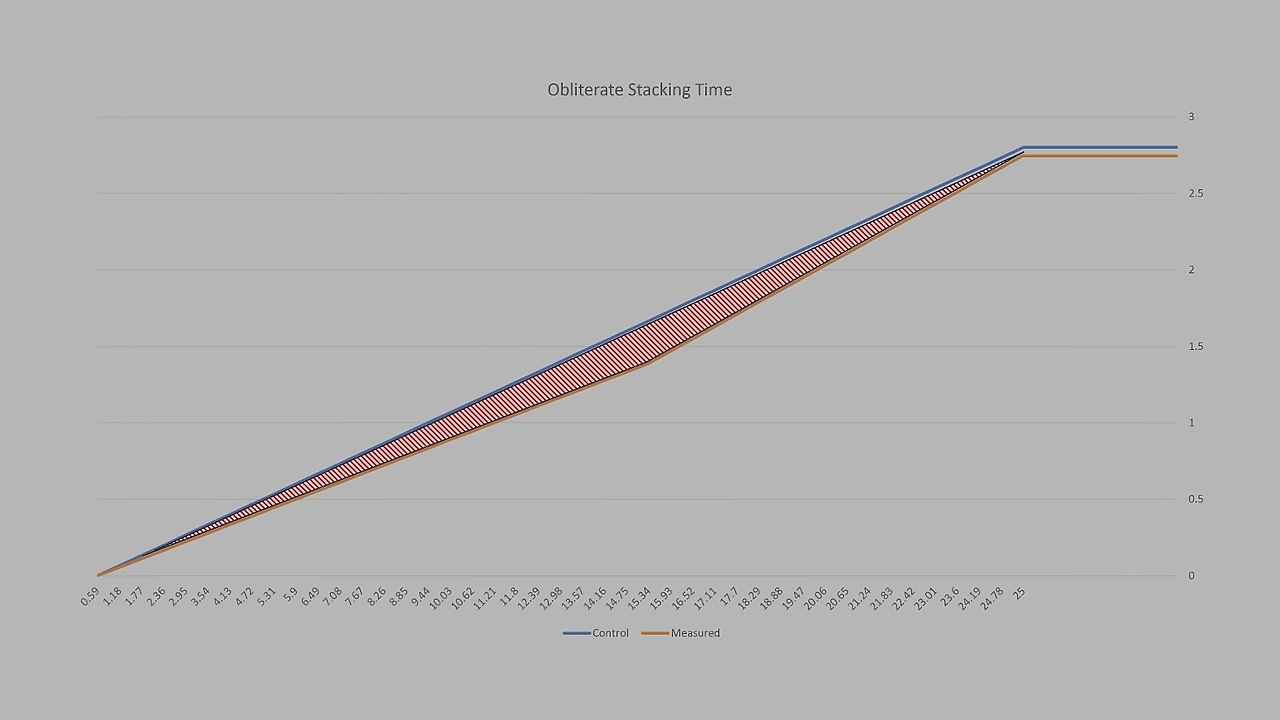 Obliterate Stacking Time
3
2.5
2
1.5
1
0.5
0
0.59 1.18 1.77 2.36 2.95 3.54 4.13 4.72 5.31 5.9 6.49 7.08 7.67 8.26 8.85 9.44 10.03 10.62 11.21 11.8 12.39 12.98 13.57 14.16 14.75 15.34 15.93 16.52 17.11 17.7 18.29 18.88 19.47 20.06 20.65 21.24 21.83 22.42 23.01 23.6 24.19 24.78 25
Control Measured